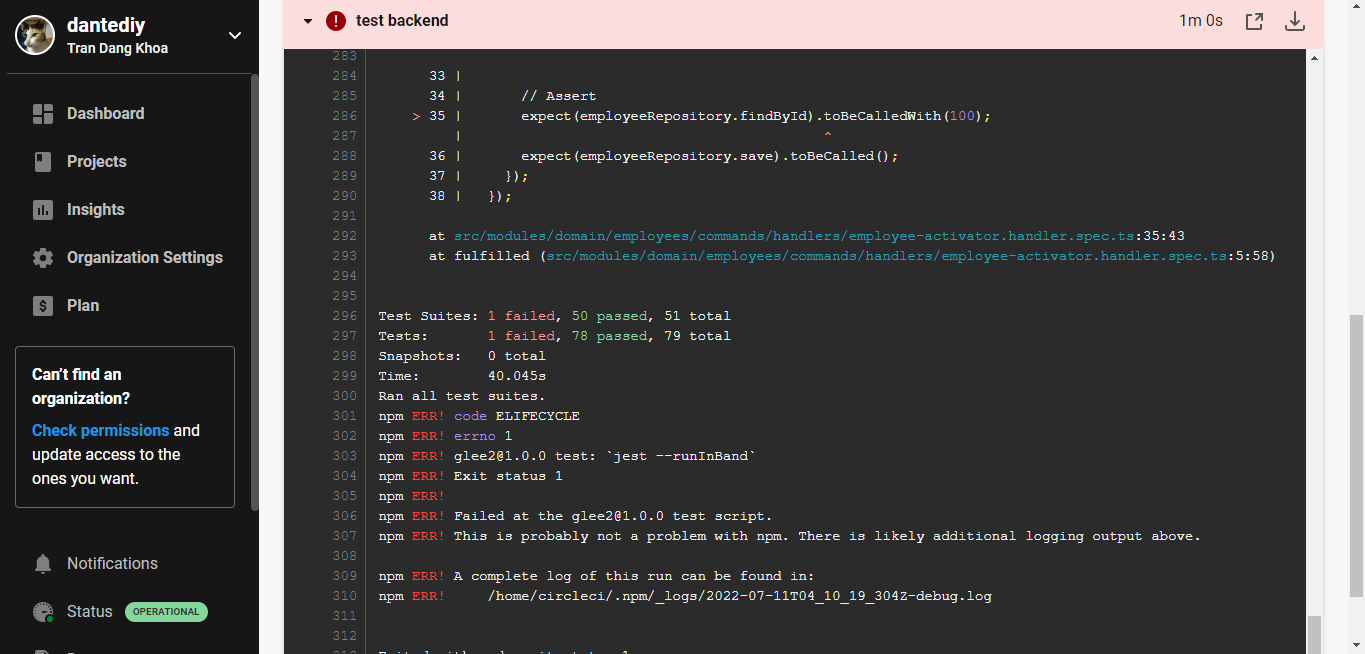 dantediy
Tran Dang Khoa
Dashboard
Projects
Insights
Organization Settings
Plan
Can't find an
organization?
Check permissions and
update access to the
ones you want.
Notifications
Status OPERATIONAL
test backend 1m 0s
283
284 33 |
285 34 | // Assert
286 > 35 | expect(employeeRepository.findById).toBeCalledWith(100);
287 | ^
288 36 | expect(employeeRepository.save).toBeCalled();
289 37 | });
290 38 | });
291
292 at src/modules/domain/employees/commands/handlers/employee-activator.handler.spec.ts:35:43
293 at fulfilled (src/modules/domain/employees/commands/handlers/employee-activator.handler.spec.ts:5:58)
294
295
296 Test Suites: 1 failed, 50 passed, 51 total
297 Tests: 1 failed, 78 passed, 79 total
298 Snapshots: 0 total
299 Time: 40.045s
300 Ran all test suites.
301 npm ERR! code ELIFECYCLE
302 npm ERR! errno 1
303 npm ERR! glee2@1.0.0 test: `jest --runInBand`
304 npm ERR! Exit status 1
305 npm ERR!
306 npm ERR! Failed at the glee2@1.0.0 test script.
307 npm ERR! This is probably not a problem with npm. There is likely additional logging output above.
308
309 npm ERR! A complete log of this run can be found in:
310 npm ERR! /home/circleci/.npm/_logs/2022-07-11T04_10_19_304Z-debug.log
311
312